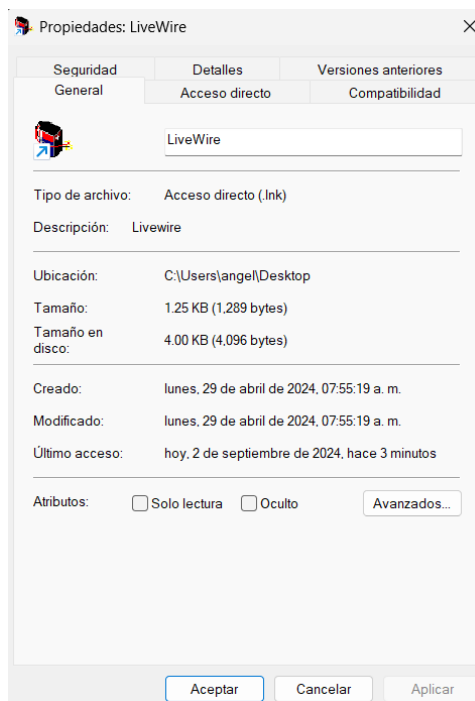 Propiedades: LiveWire
Seguridad Detalles Versiones anteriores
General Acceso directo Compatibilidad
LiveWire
Tipo de archivo: Acceso directo (.lnk)
Descripción: Livewire
Ubicación: C:\Users\angel\Desktop
Tamaño: 1.25 KB (1,289 bytes)
Tamaño en disco: 4.00 KB (4,096 bytes)
Creado: lunes, 29 de abril de 2024, 07:55:19 a. m.
Modificado: lunes, 29 de abril de 2024, 07:55:19 a. m.
Último acceso: hoy, 2 de septiembre de 2024, hace 3 minutos
Atributos: Solo lectura Oculto Avanzados...
Aceptar Cancelar Aplicar